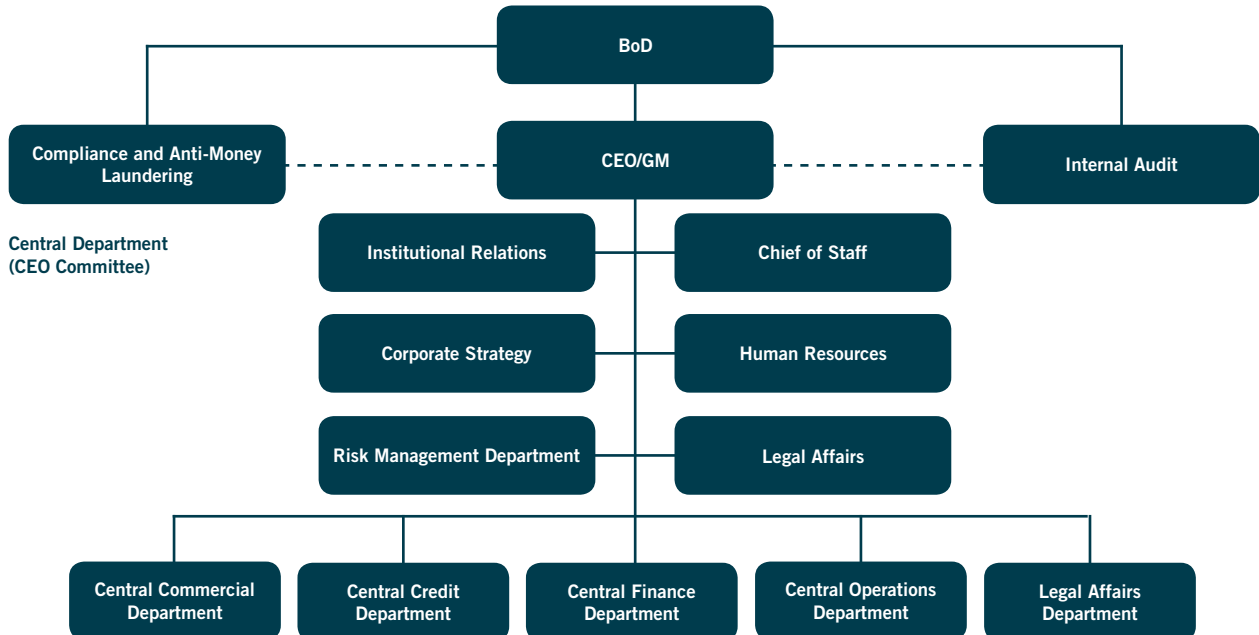 BoD
Compliance and Anti-Money
Laundering
CEO/GM
Internal Audit
Central Department
(CEO Committee)
Institutional Relations
Chief of Staff
Corporate Strategy
Human Resources
Risk Management Department
Legal Affairs
Central Commercial
Department
Central Credit
Department
Central Finance
Department
Central Operations
Department
Legal Affairs
Department